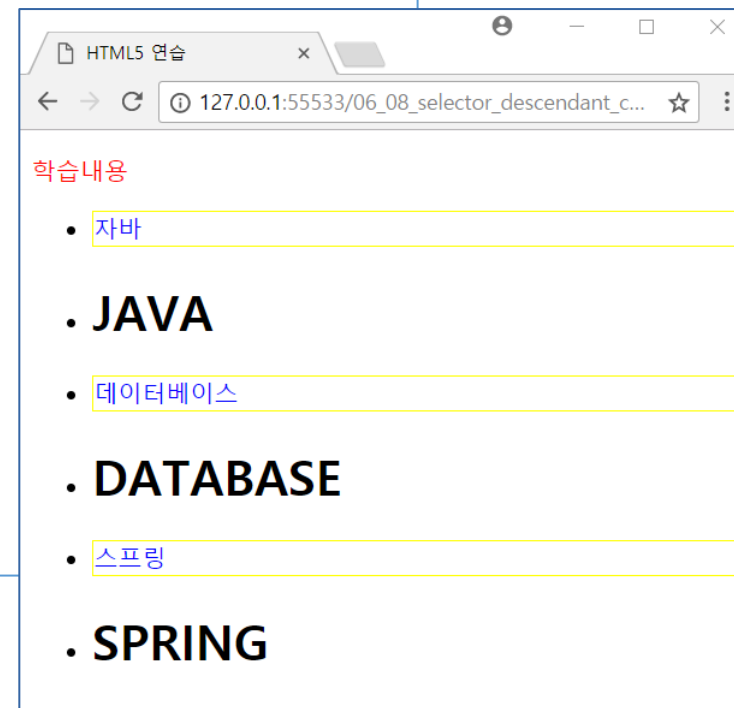 HTML5 연습
127.0.0.1:55533/06_08_selector_descendant_c...
학습내용
자바
JAVA
데이터베이스
DATABASE
스프링
SPRING